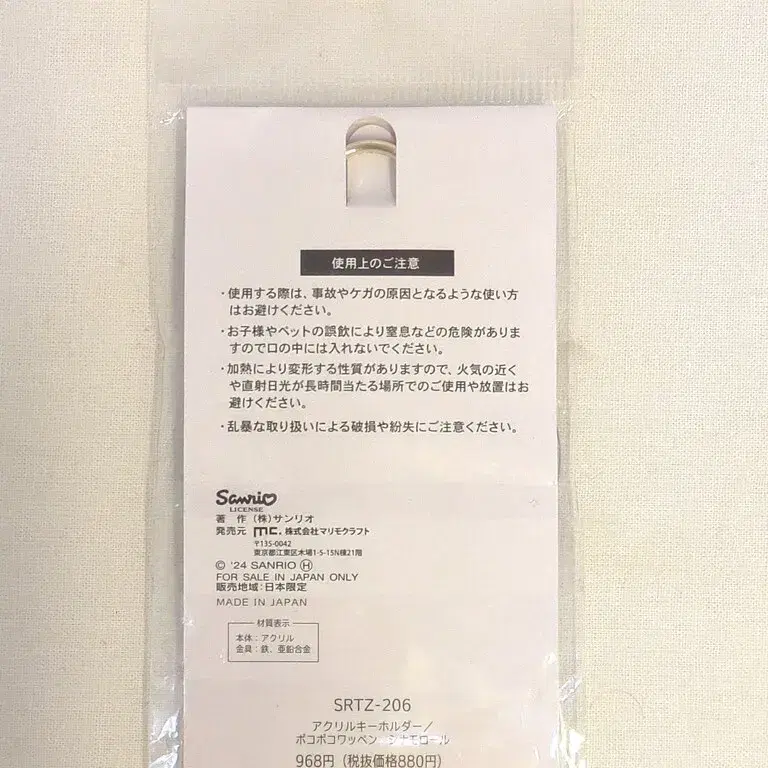 使用上のご注意
・使用する際は、事故やケガの原因となるような使い方
はお避けください。
・お子様やペットの誤飲により窒息などの危険がありま
すので口の中には入れないでください。
・加熱により変形する性質がありますので、火気の近く
や直射日光が長時間当たる場所でのご使用や放置はお
避けください。
・乱暴な取り扱いによる破損や紛失にご注意ください。
Sanrio
LICENSE
著 作 (株)サンリオ
発売元 mc. 株式会社マリモクラフト
〒135-0042
東京都江東区木場1-5-15N棟21階
© '24 SANRIO Ⓗ
FOR SALE IN JAPAN ONLY
販売地域:日本限定
MADE IN JAPAN
材質表示
本体:アクリル
金具:鉄、亜鉛合金
SRTZ-206
アクリルキーホルダー/
ポコポコワッペン シナモロール
968円(税抜価格880円)